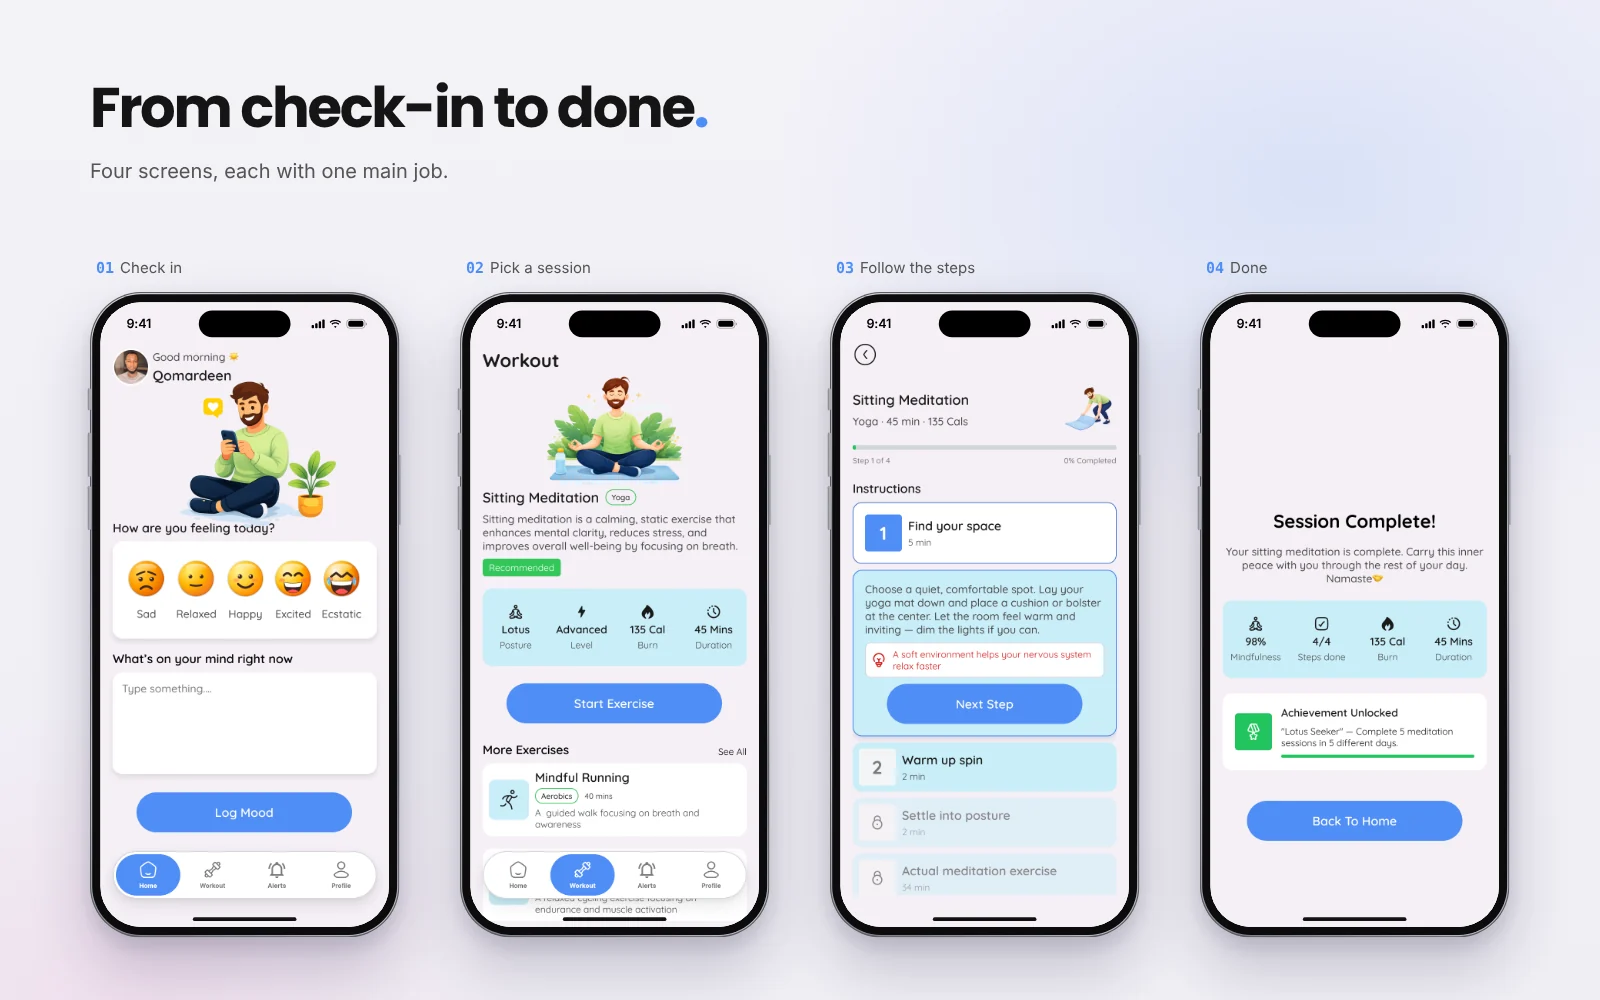 From check-in to done.
Four screens, each with one main job.
01 Check in
9:41
Good morning
Qomardeen
How are you feeling today?
Sad Relaxed Happy Excited Ecstatic
What's on your mind right now
Type something....
Log Mood
Home Workout Alerts Profile
02 Pick a session
9:41
Workout
Sitting Meditation Yoga
Sitting meditation is a calming, static exercise that
enhances mental clarity, reduces stress, and
improves overall well-being by focusing on breath.
Recommended
Lotus Advanced 135 Cal 45 Mins
Posture Level Burn Duration
Start Exercise
More Exercises See All
Mindful Running
Aerobics 40 mins
A guided walk focusing on breath and
awareness
Home Workout Alerts Profile
A relaxed cycling exercise focusing on
endurance and muscle activation
03 Follow the steps
9:41
Sitting Meditation
Yoga · 45 min · 135 Cals
Step 1 of 4 0% Completed
Instructions
1 Find your space
5 min
Choose a quiet, comfortable spot. Lay your
yoga mat down and place a cushion or bolster
at the center. Let the room feel warm and
inviting — dim the lights if you can.
A soft environment helps your nervous system
relax faster
Next Step
2 Warm up spin
2 min
Settle into posture
2 min
Actual meditation exercise
34 min
04 Done
9:41
Session Complete!
Your sitting meditation is complete. Carry this inner
peace with you through the rest of your day.
Namaste
98% 4/4 135 Cal 45 Mins
Mindfulness Steps done Burn Duration
Achievement Unlocked
"Lotus Seeker" — Complete 5 meditation
sessions in 5 different days.
Back To Home